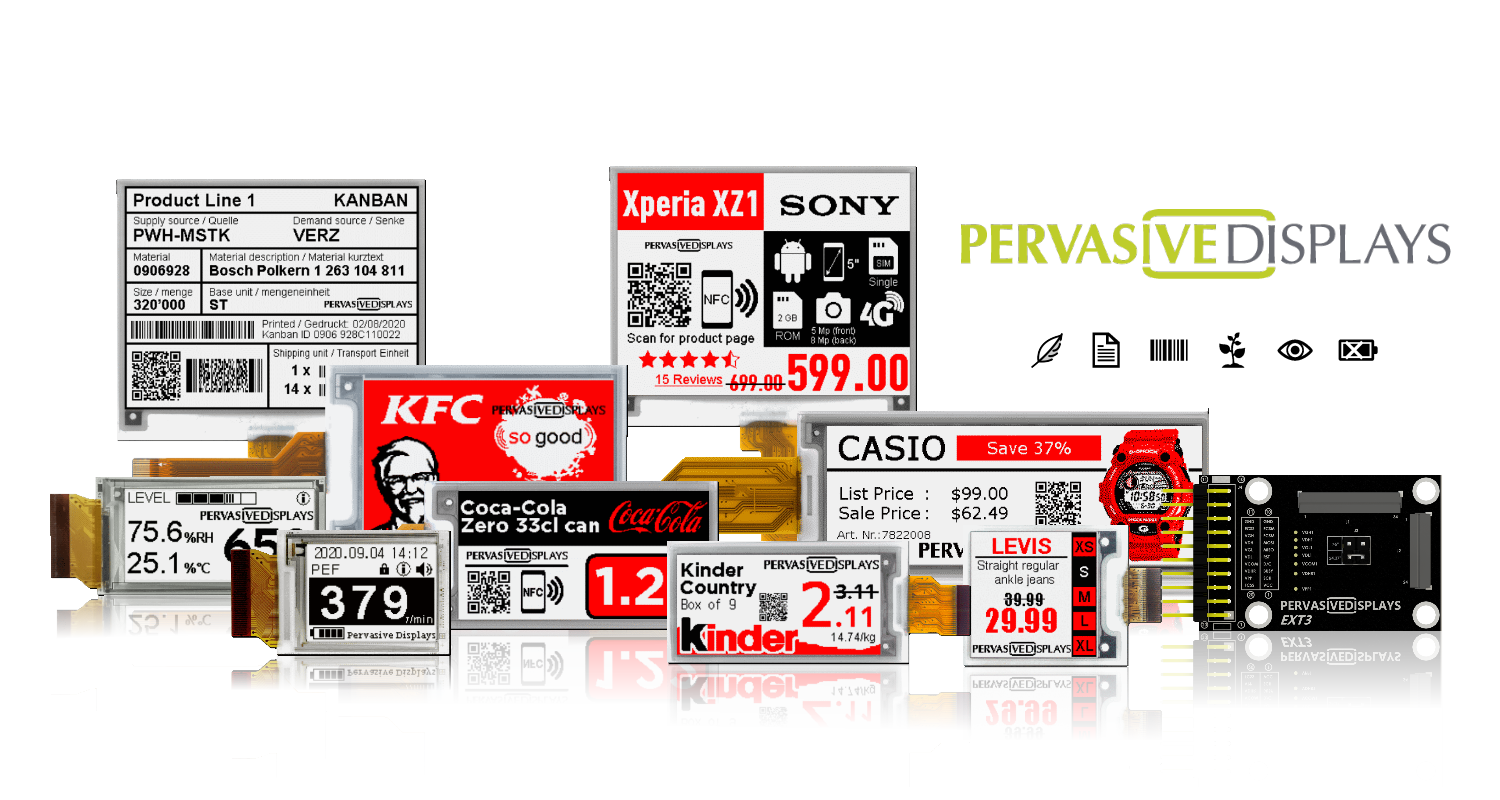 Product Line 1 KANBAN
Supply source / Quelle Demand source / Senke
PWH-MSTK VERZ
Material Material description / Material kurztext
0906928 Bosch Polkern 1 263 104 811
Size / menge Base unit / mengeneinheit
320'000 ST PERVASIVEDISPLAYS
Printed / Gedruckt: 02/08/2020
Kanban ID 0906 928C110022
Shipping unit / Transport Einheit
1 x
14 x
Xperia XZ1 SONY
PERVASIVEDISPLAYS
5"
SIM
Single
NFC
2 GB
ROM
5 Mp (front)
8 Mp (back)
4G
Scan for product page
15 Reviews 699.00 599.00
PERVASIVEDISPLAYS
KFC PERVASIVEDISPLAYS
so good
CASIO Save 37%
G-SHOCK
List Price : $99.00
Sale Price : $62.49
Art. Nr.:7822008
PERV
LEVEL
PERVASIVEDISPLAYS
75.6 %RH 65
25.1 %°C
2020.09.04 14:12
PEF
379 r/min
Pervasive Displays
Coca-Cola
Zero 33cl can Coca-Cola
PERVASIVEDISPLAYS
NFC 1.2
Kinder PERVASIVEDISPLAYS
Country
Box of 9
3.11
2.11
14.74/kg
Kinder
LEVIS XS
Straight regular
ankle jeans S
39.99 M
29.99 L
PERVASIVEDISPLAYS XL
PERVASIVEDISPLAYS
EXT3